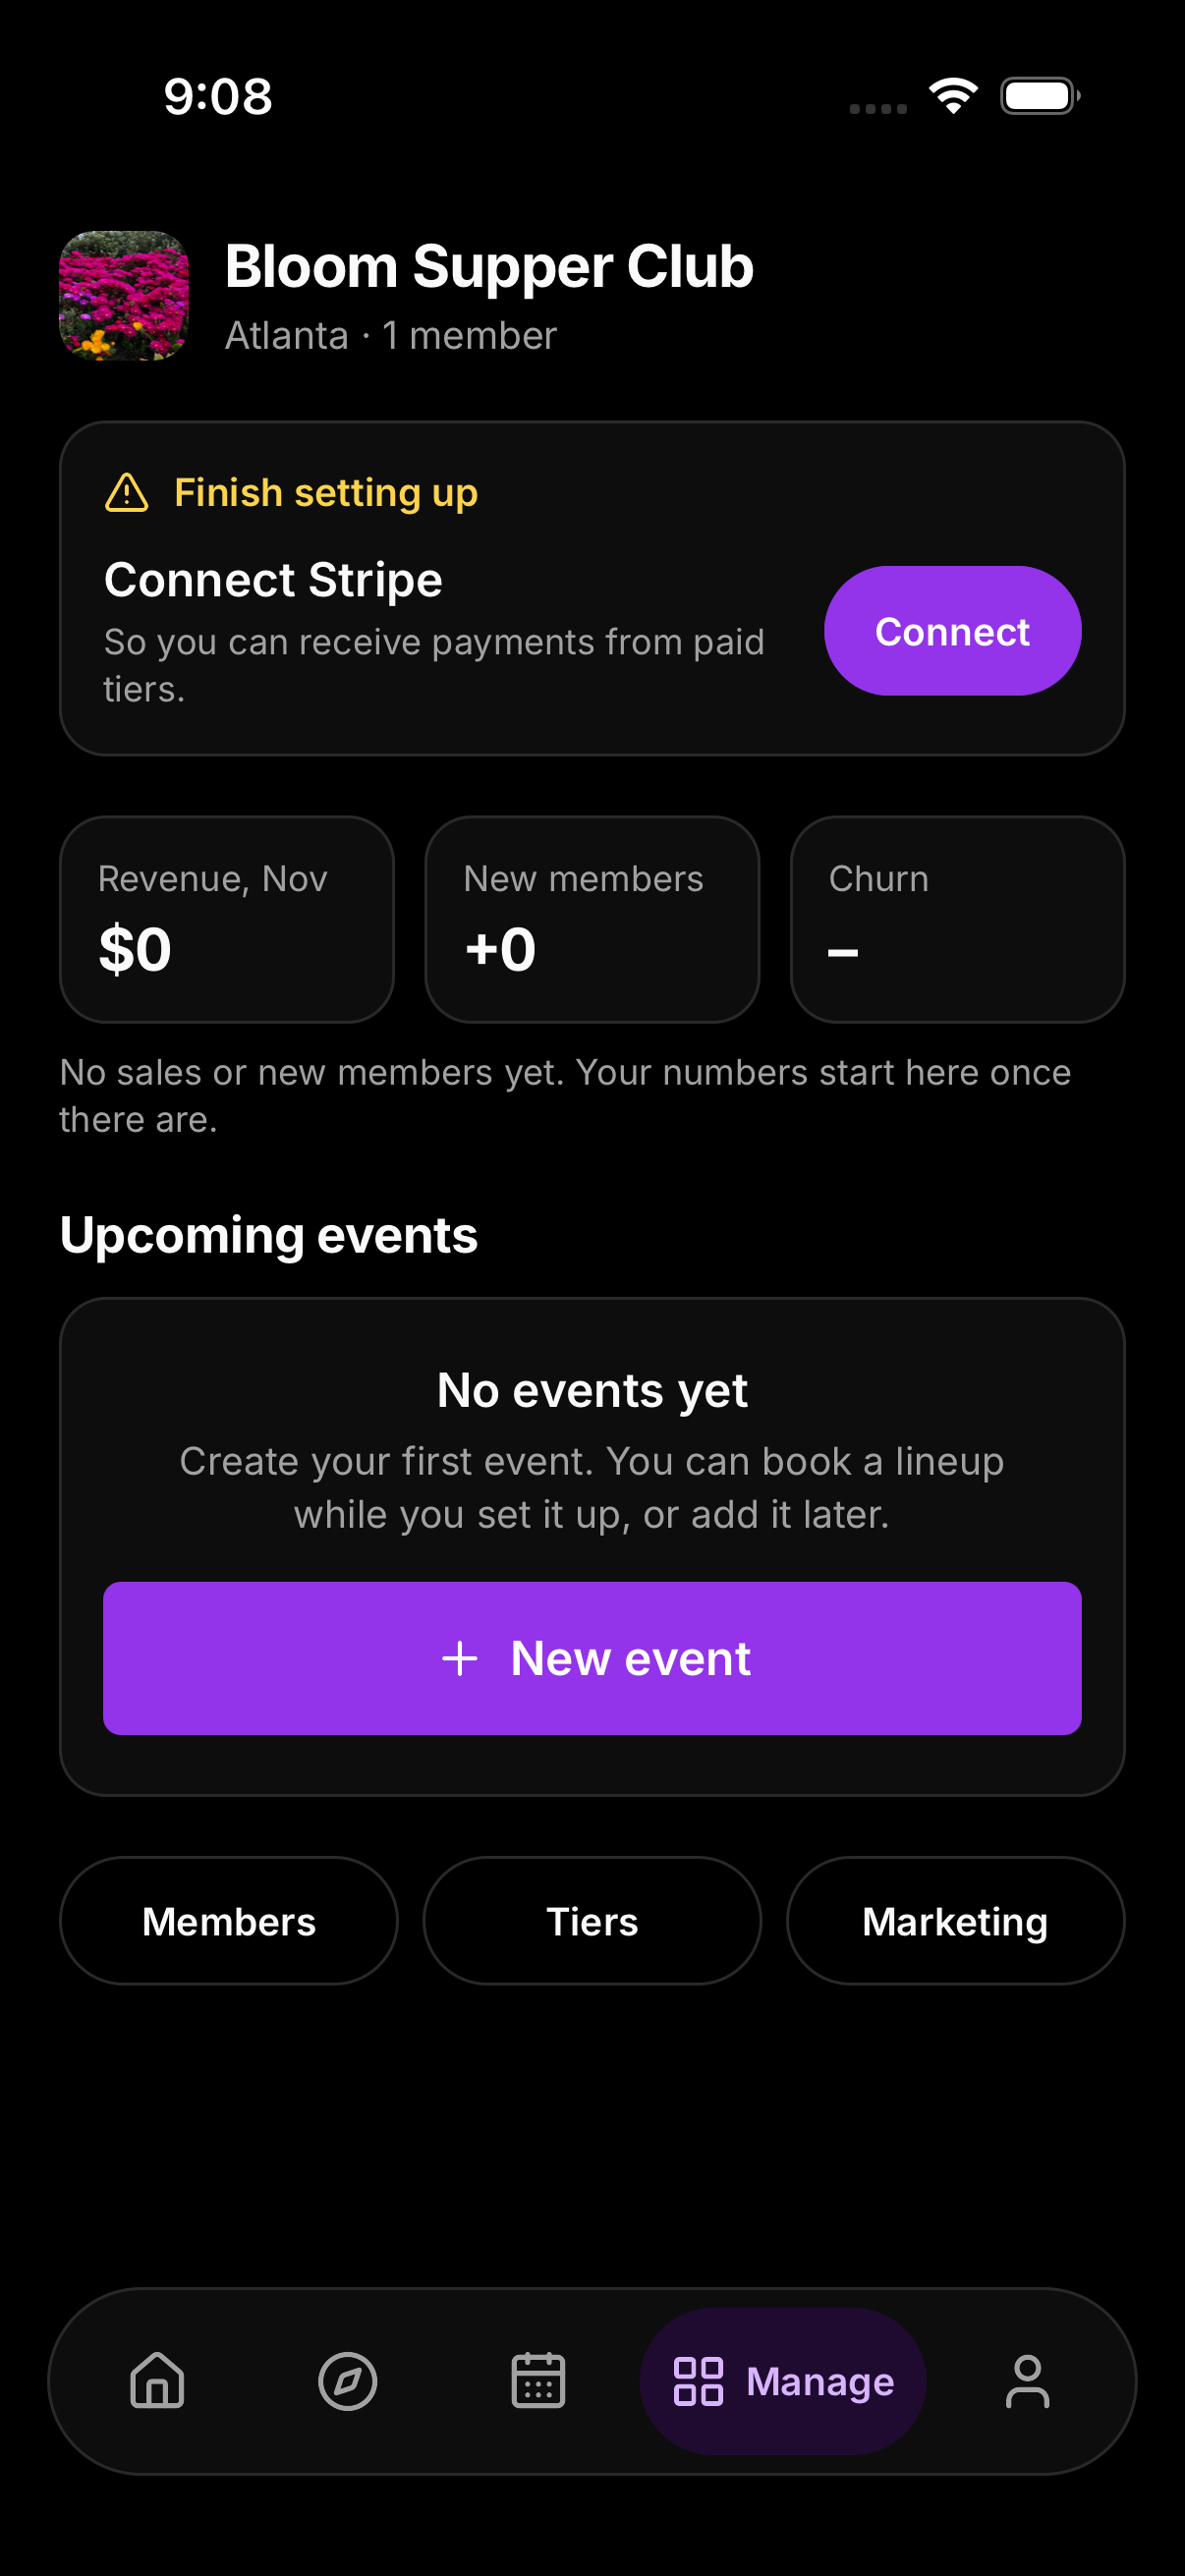 9:08
Bloom Supper Club
Atlanta · 1 member
Finish setting up
Connect Stripe
So you can receive payments from paid
tiers.
Connect
Revenue, Nov
$0
New members
+0
Churn
–
No sales or new members yet. Your numbers start here once
there are.
Upcoming events
No events yet
Create your first event. You can book a lineup
while you set it up, or add it later.
+ New event
Members
Tiers
Marketing
Manage